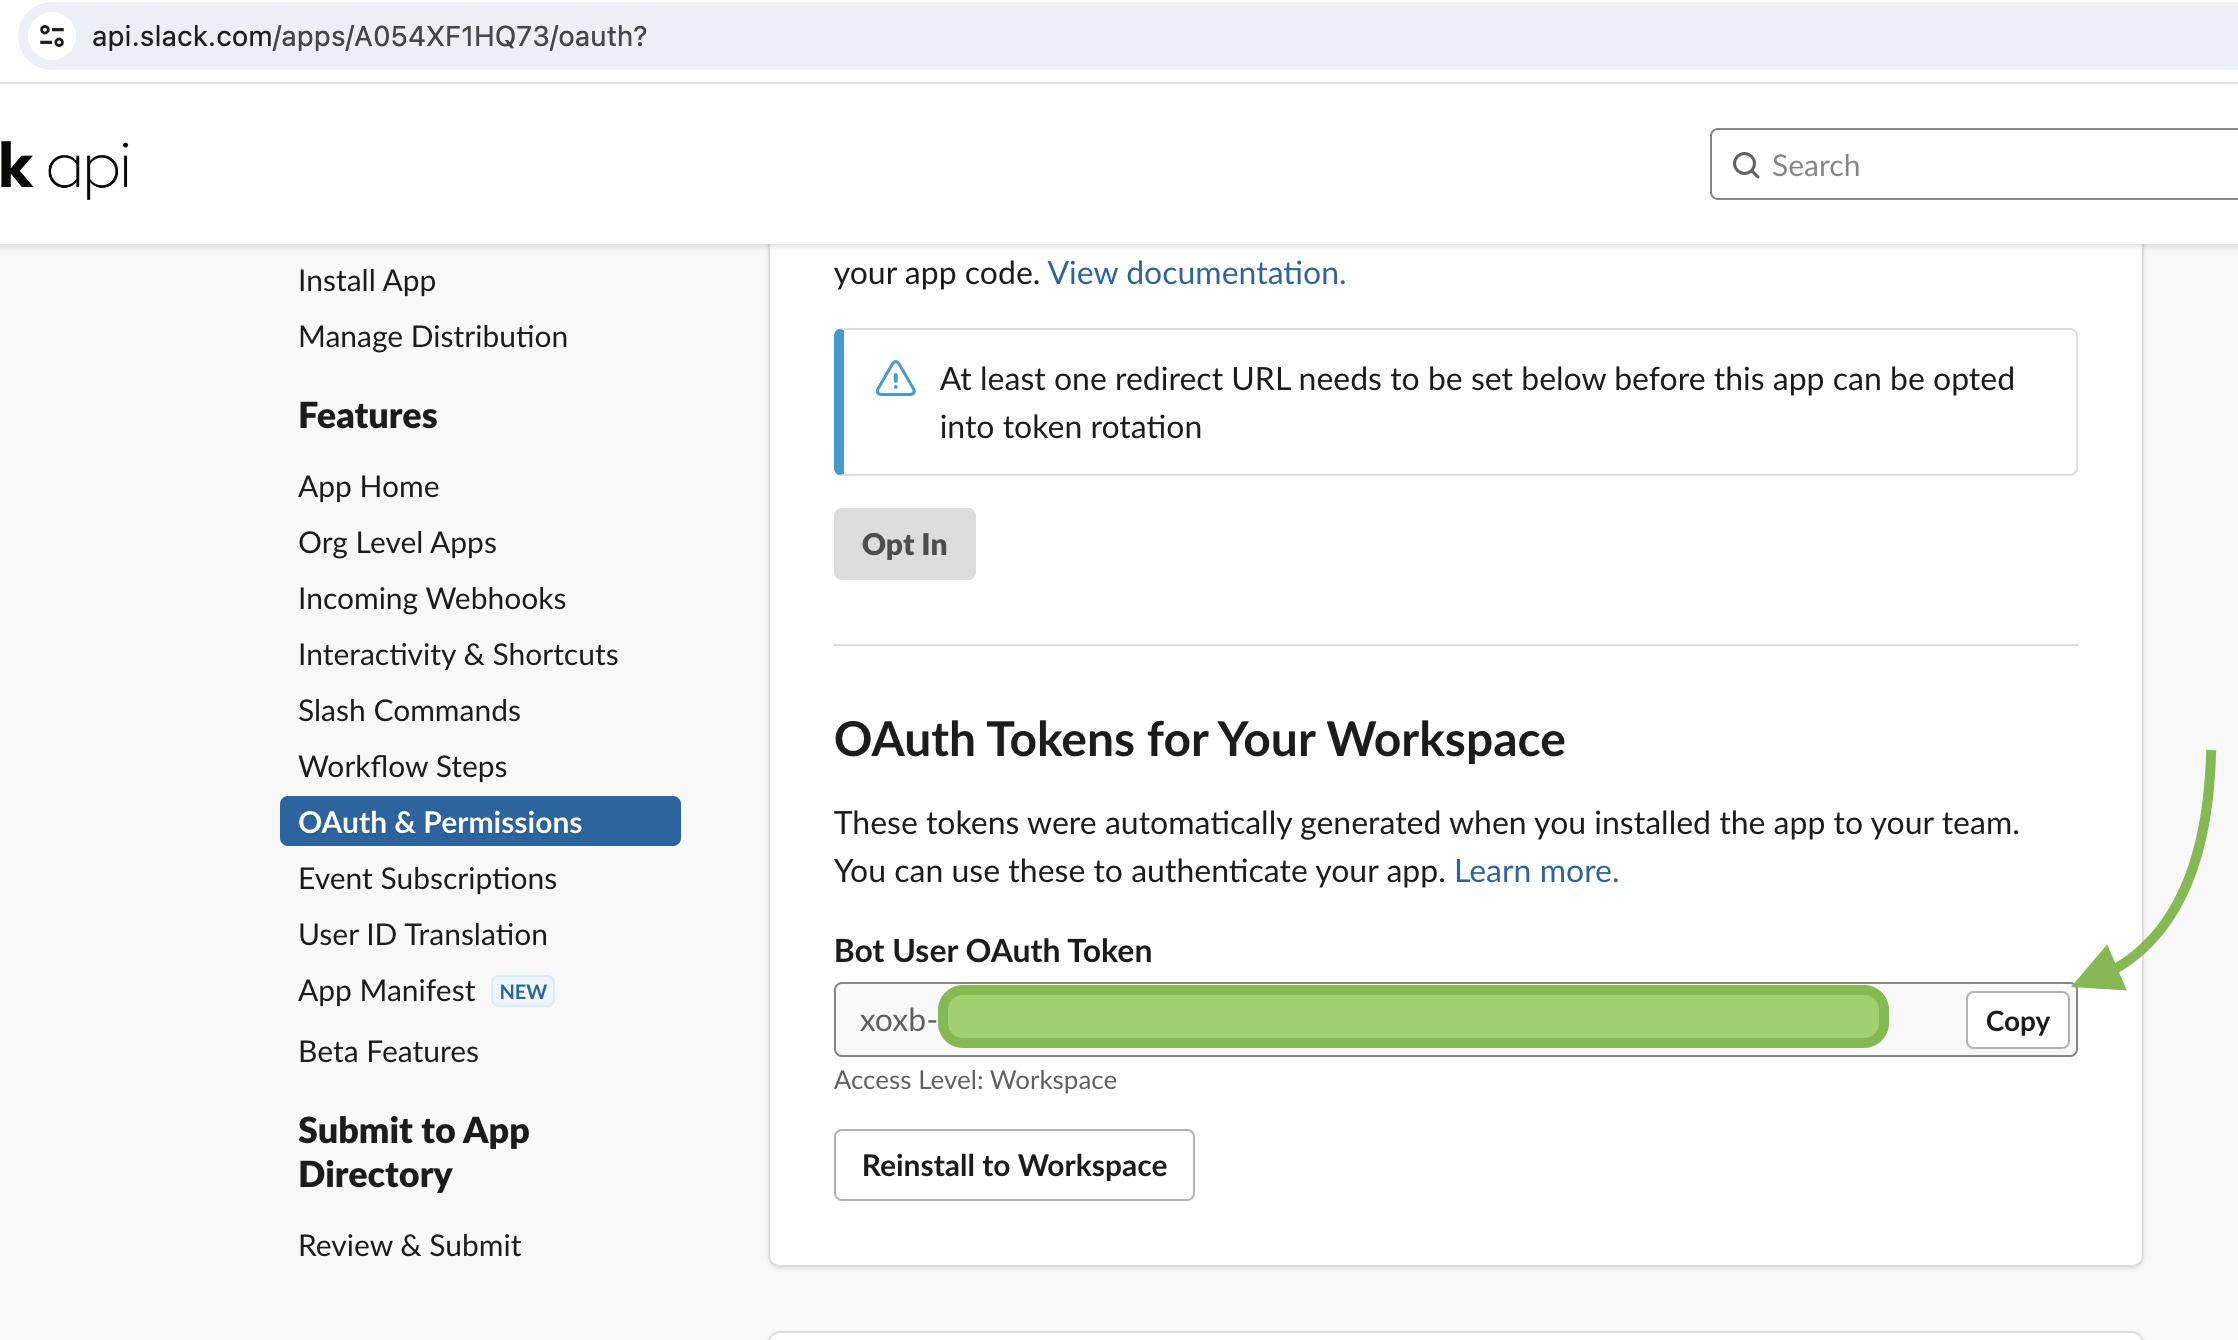 api.slack.com/apps/A054XF1HQ73/oauth?
k api
Search
Install App
Manage Distribution
Features
App Home
Org Level Apps
Incoming Webhooks
Interactivity & Shortcuts
Slash Commands
Workflow Steps
OAuth & Permissions
Event Subscriptions
User ID Translation
App Manifest NEW
Beta Features
Submit to App
Directory
Review & Submit
your app code. View documentation.
At least one redirect URL needs to be set below before this app can be opted
into token rotation
Opt In
OAuth Tokens for Your Workspace
These tokens were automatically generated when you installed the app to your team.
You can use these to authenticate your app. Learn more.
Bot User OAuth Token
xoxb-
Copy
Access Level: Workspace
Reinstall to Workspace